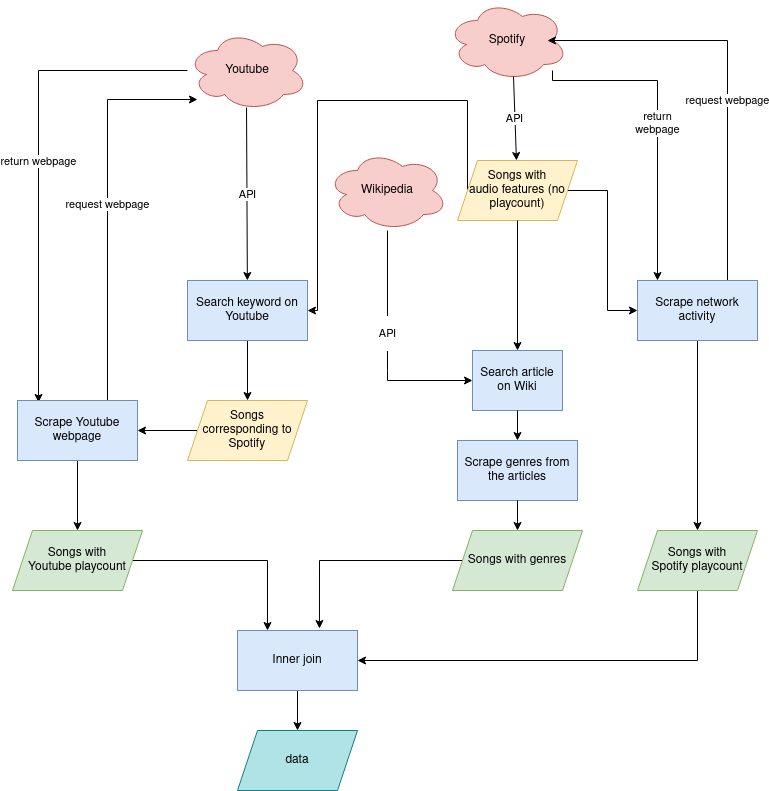 Spotify
Youtube
request webpage
API
return
webpage
return webpage
Songs with
audio features (no
playcount)
Wikipedia
API
request webpage
Search keyword on
Youtube
Scrape network
activity
API
Search article
on Wiki
Scrape Youtube
webpage
Songs
corresponding to
Spotify
Scrape genres from
the articles
Songs with
Youtube playcount
Songs with genres
Songs with
Spotify playcount
Inner join
data